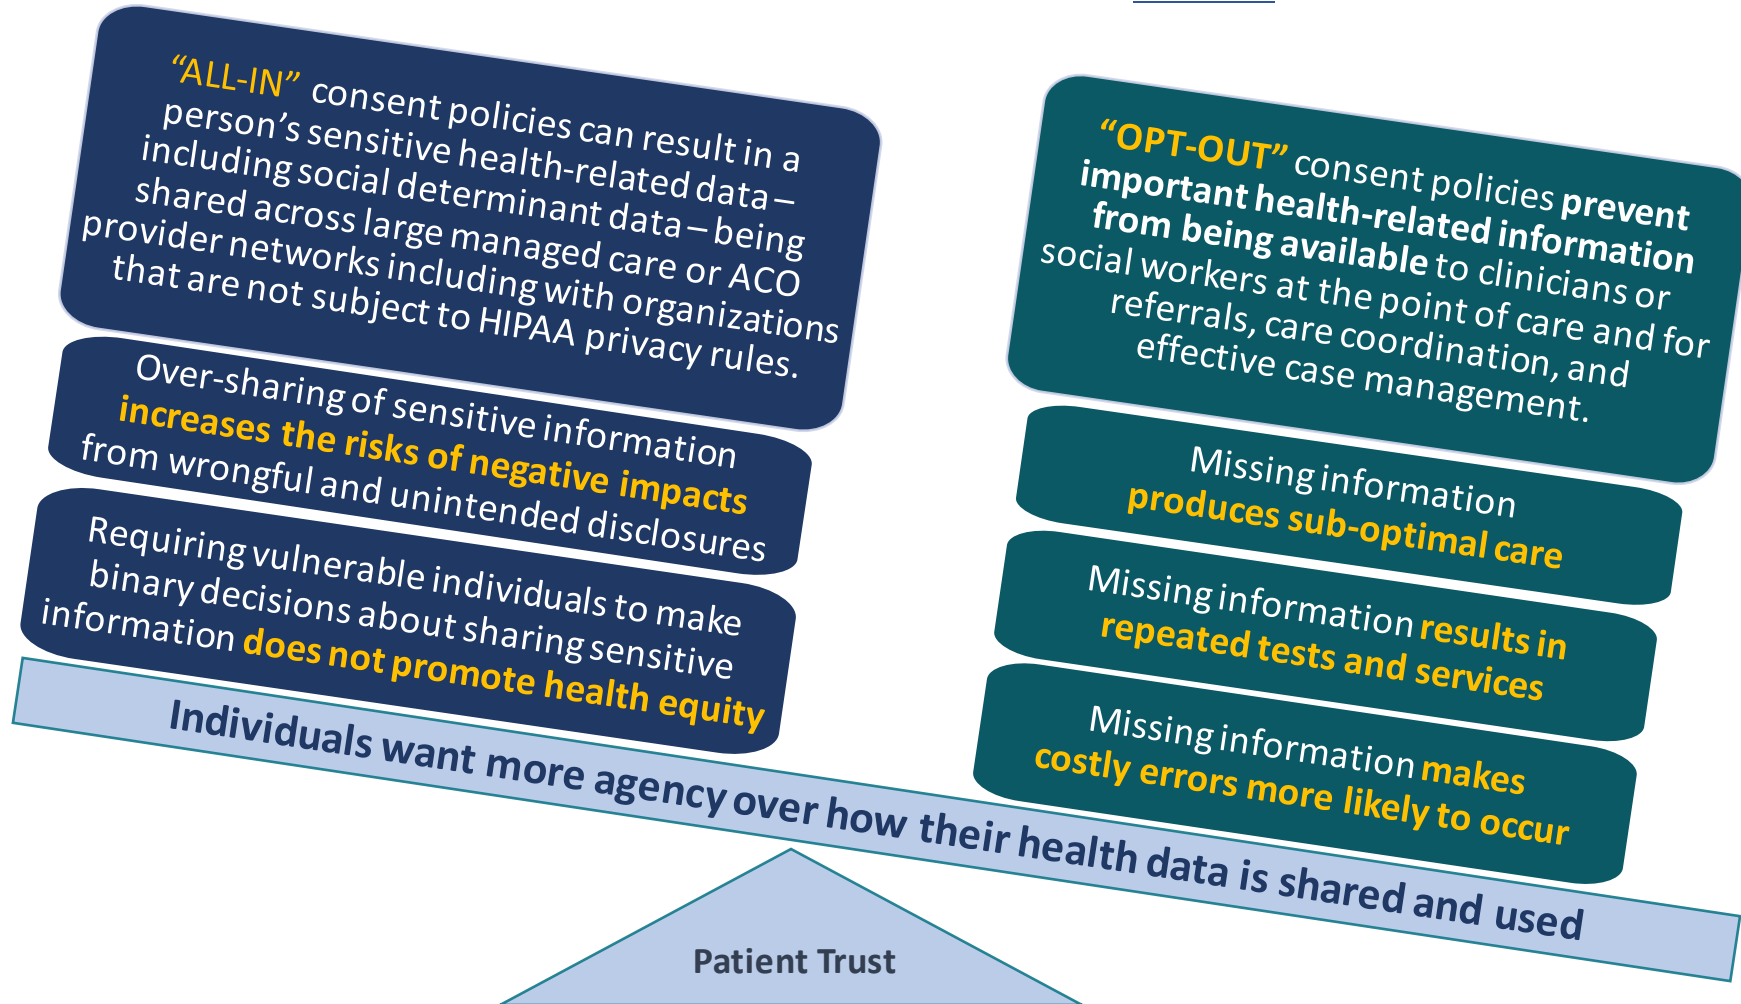 “ALL-IN” consent policies can result in a
person’s sensitive health-related data –
including social determinant data – being
shared across large managed care or ACO
provider networks including with organizations
that are not subject to HIPAA privacy rules.
Over-sharing of sensitive information
increases the risks of negative impacts
from wrongful and unintended disclosures
Requiring vulnerable individuals to make
binary decisions about sharing sensitive
information does not promote health equity
“OPT-OUT” consent policies prevent
important health-related information
from being available to clinicians or
social workers at the point of care and for
referrals, care coordination, and
effective case management.
Missing information
produces sub-optimal care
Missing information results in
repeated tests and services
Missing information makes
costly errors more likely to occur
Individuals want more agency over how their health data is shared and used
Patient Trust